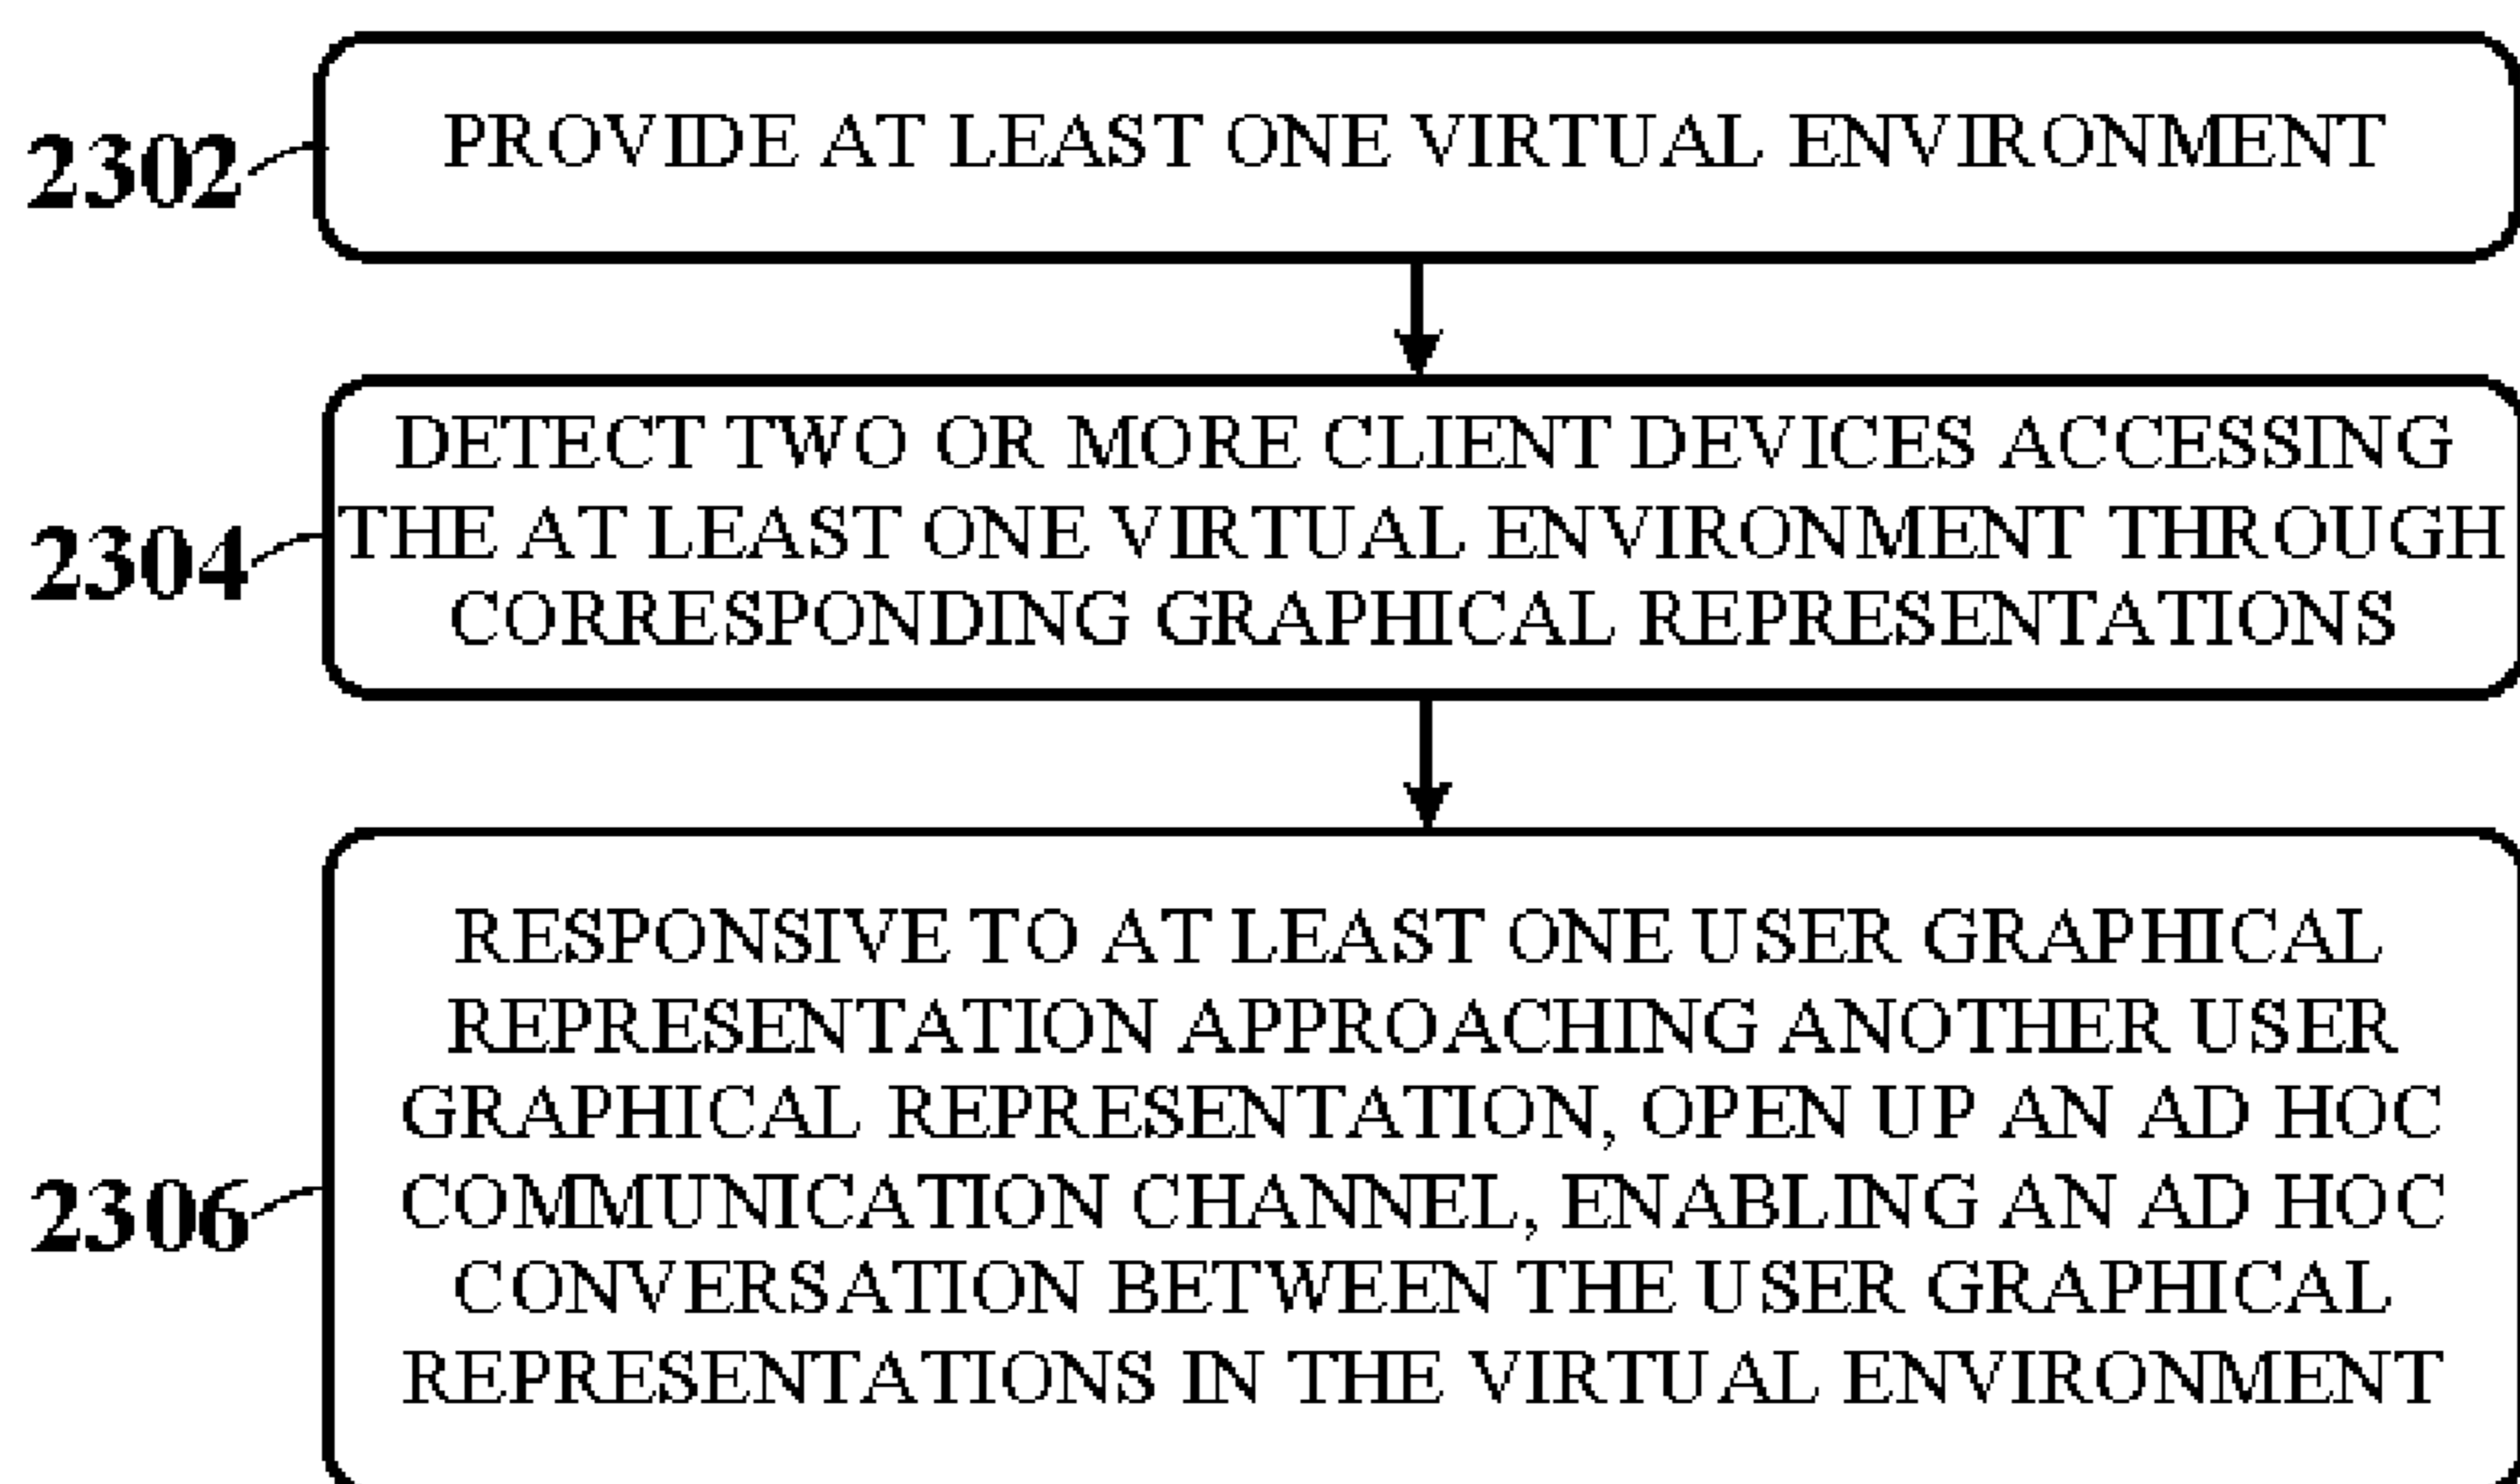 2302
PROVIDE AT LEAST ONE VIRTUAL ENVIRONMENT
2304
DETECT TWO OR MORE CLIENT DEVICES ACCESSING
THE AT LEAST ONE VIRTUAL ENVIRONMENT THROUGH
CORRESPONDING GRAPHICAL REPRESENTATIONS
2306
RESPONSIVE TO AT LEAST ONE USER GRAPHICAL
REPRESENTATION APPROACHING ANOTHER USER
GRAPHICAL REPRESENTATION, OPEN UP AN AD HOC
COMMUNICATION CHANNEL, ENABLING AN AD HOC
CONVERSATION BETWEEN THE USER GRAPHICAL
REPRESENTATIONS IN THE VIRTUAL ENVIRONMENT